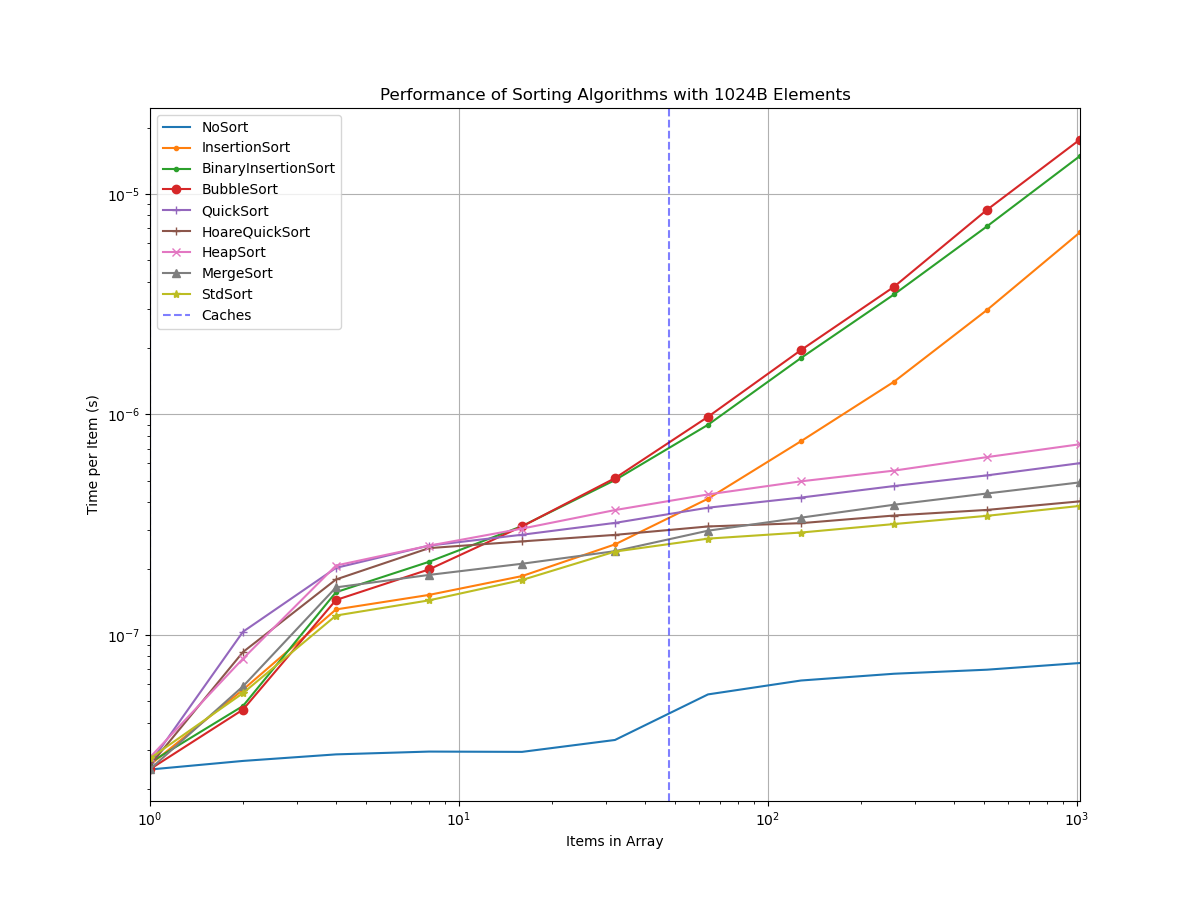 Performance of Sorting Algorithms with 1024B Elements
NoSort
InsertionSort
BinaryInsertionSort
BubbleSort
QuickSort
HoareQuickSort
HeapSort
MergeSort
StdSort
Caches
Time per Item (s)
10⁻⁵
10⁻⁶
10⁻⁷
10⁰ 10¹ 10² 10³
Items in Array